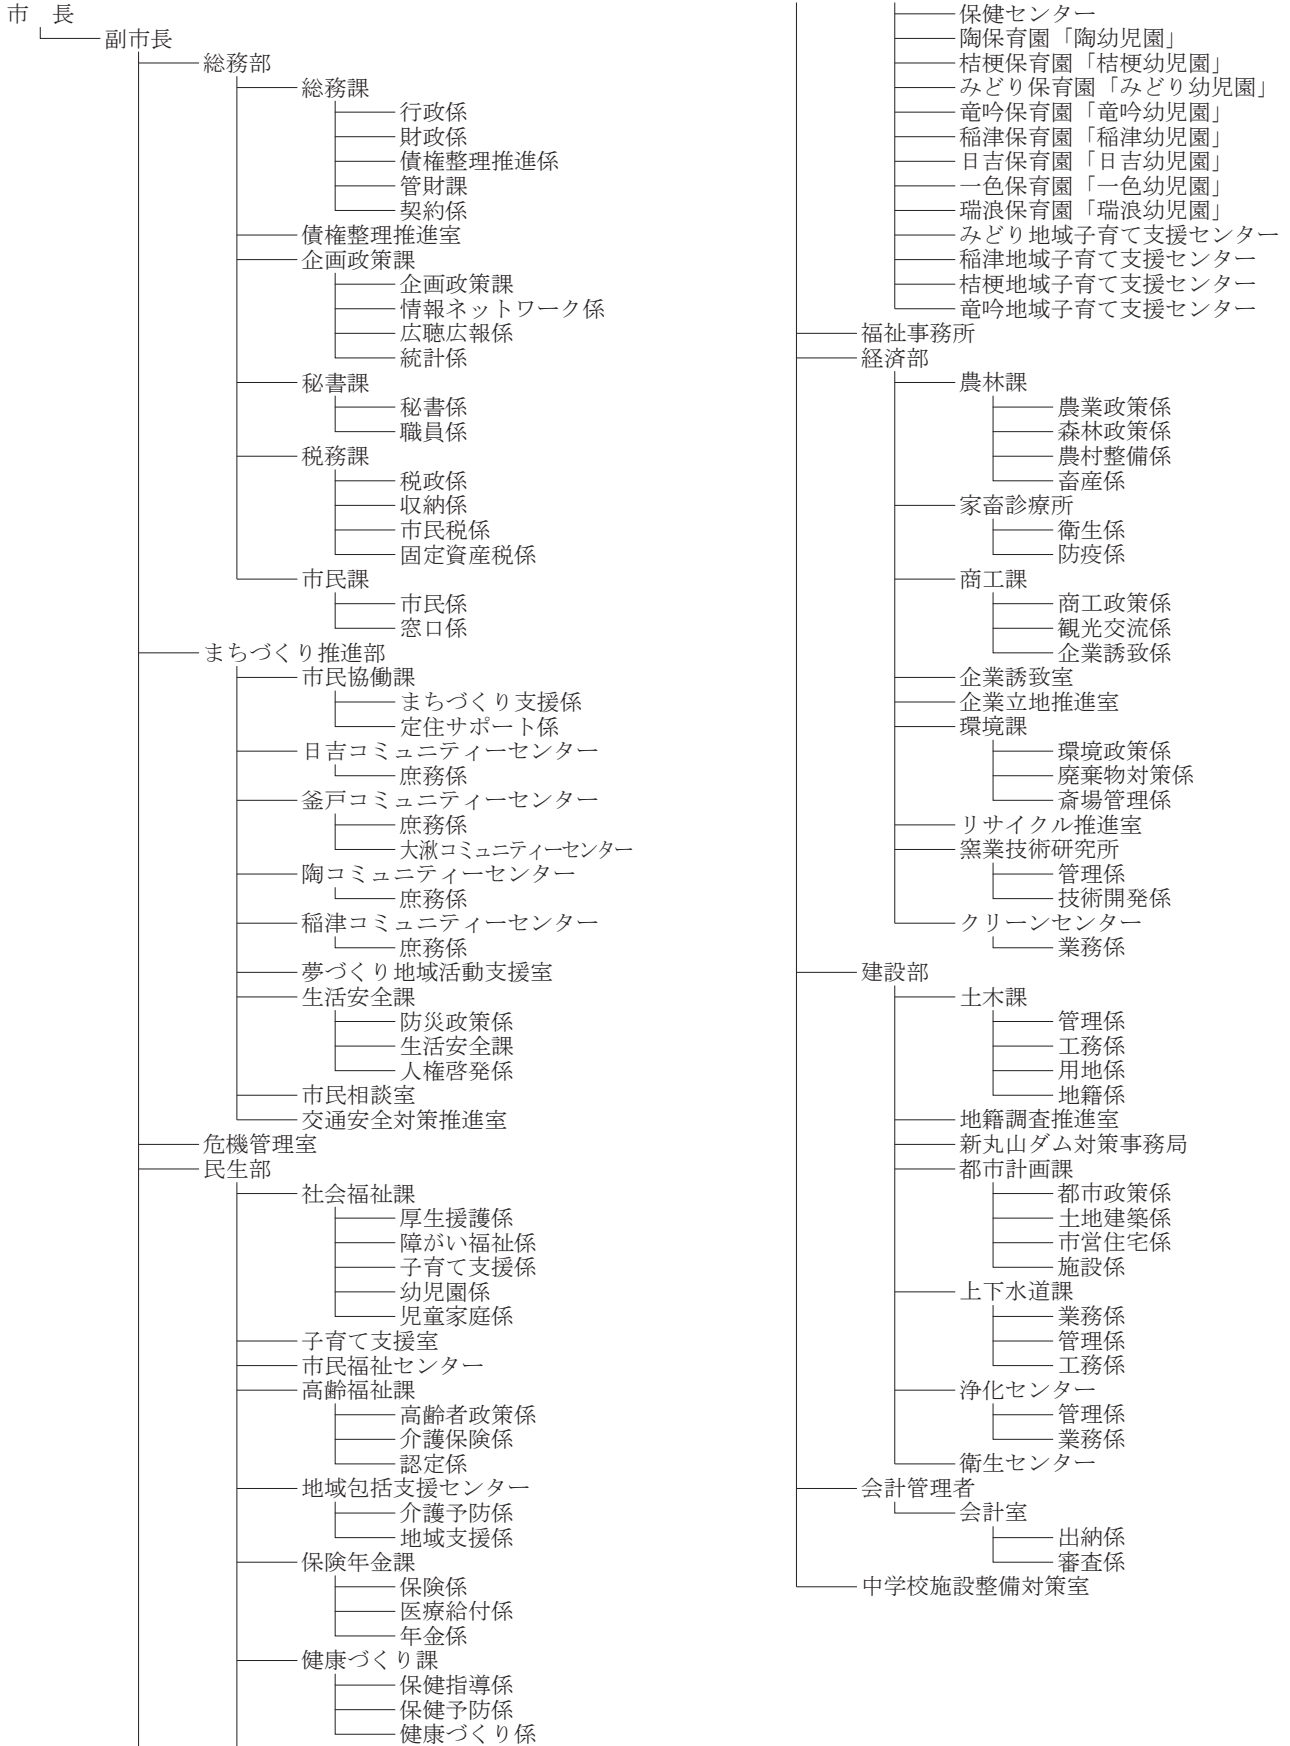 市　長
副市長
総務部
総務課
行政係
財政係
債権整理推進係
管財課
契約係
債権整理推進室
企画政策課
企画政策課
情報ネットワーク係
広聴広報係
統計係
秘書課
秘書係
職員係
税務課
税政係
収納係
市民税係
固定資産税係
市民課
市民係
窓口係
まちづくり推進部
市民協働課
まちづくり支援係
定住サポート係
日吉コミュニティーセンター
庶務係
釜戸コミュニティーセンター
庶務係
大湫コミュニティーセンター
陶コミュニティーセンター
庶務係
稲津コミュニティーセンター
庶務係
夢づくり地域活動支援室
生活安全課
防災政策係
生活安全課
人権啓発係
市民相談室
交通安全対策推進室
危機管理室
民生部
社会福祉課
厚生援護係
障がい福祉係
子育て支援係
幼児園係
児童家庭係
子育て支援室
市民福祉センター
高齢福祉課
高齢者政策係
介護保険係
認定係
地域包括支援センター
介護予防係
地域支援係
保険年金課
保険係
医療給付係
年金係
健康づくり課
保健指導係
保健予防係
健康づくり係
保健センター
陶保育園「陶幼児園」
桔梗保育園「桔梗幼児園」
みどり保育園「みどり幼児園」
竜吟保育園「竜吟幼児園」
稲津保育園「稲津幼児園」
日吉保育園「日吉幼児園」
一色保育園「一色幼児園」
瑞浪保育園「瑞浪幼児園」
みどり地域子育て支援センター
稲津地域子育て支援センター
桔梗地域子育て支援センター
竜吟地域子育て支援センター
福祉事務所
経済部
農林課
農業政策係
森林政策係
農村整備係
畜産係
家畜診療所
衛生係
防疫係
商工課
商工政策係
観光交流係
企業誘致係
企業誘致室
企業立地推進室
環境課
環境政策係
廃棄物対策係
斎場管理係
リサイクル推進室
窯業技術研究所
管理係
技術開発係
クリーンセンター
業務係
建設部
土木課
管理係
工務係
用地係
地籍係
地籍調査推進室
新丸山ダム対策事務局
都市計画課
都市政策係
土地建築係
市営住宅係
施設係
上下水道課
業務係
管理係
工務係
浄化センター
管理係
業務係
衛生センター
会計管理者
会計室
出納係
審査係
中学校施設整備対策室